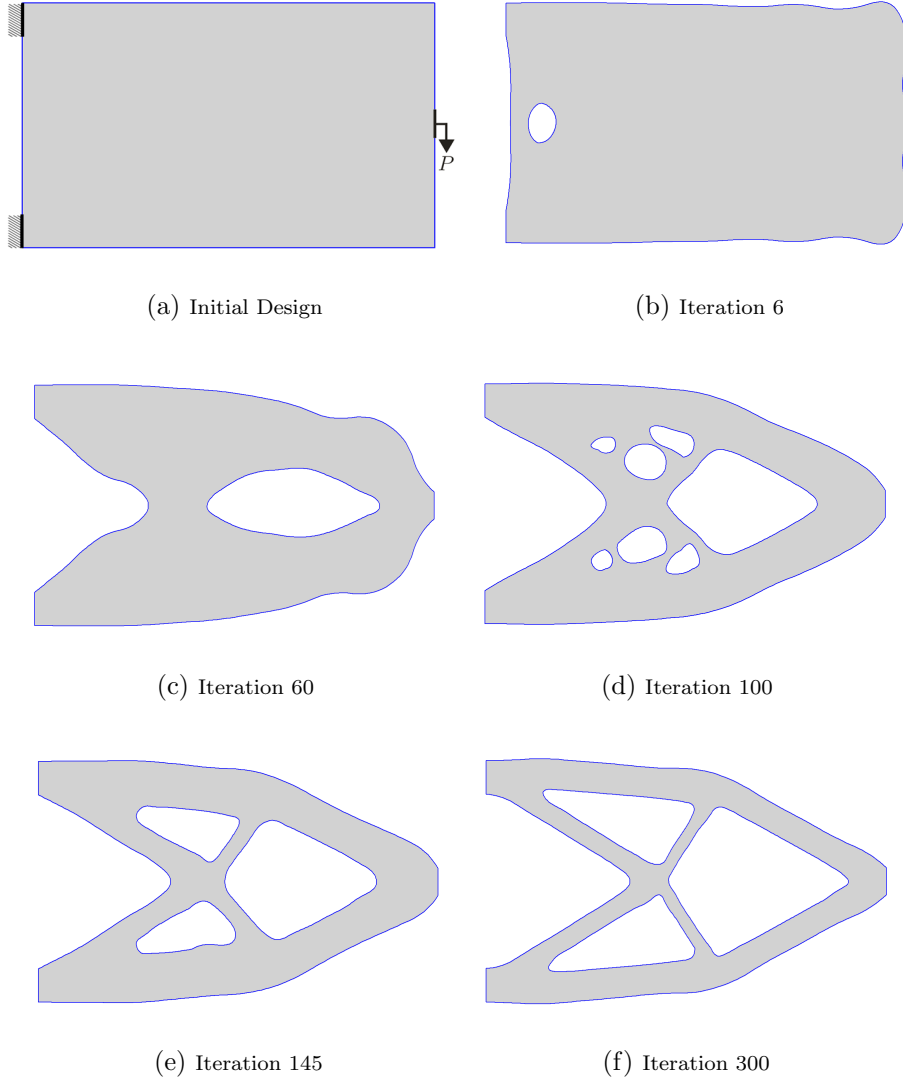 P
(a) Initial Design
(b) Iteration 6
(c) Iteration 60
(d) Iteration 100
(e) Iteration 145
(f) Iteration 300